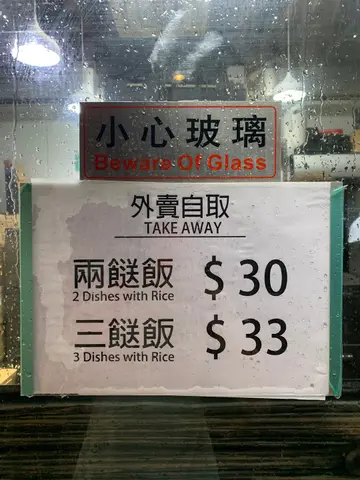 小心玻璃
Beware Of Glass
外賣自取
TAKE AWAY
兩餸飯 $30
2 Dishes with Rice
三餸飯 $33
3 Dishes with Rice